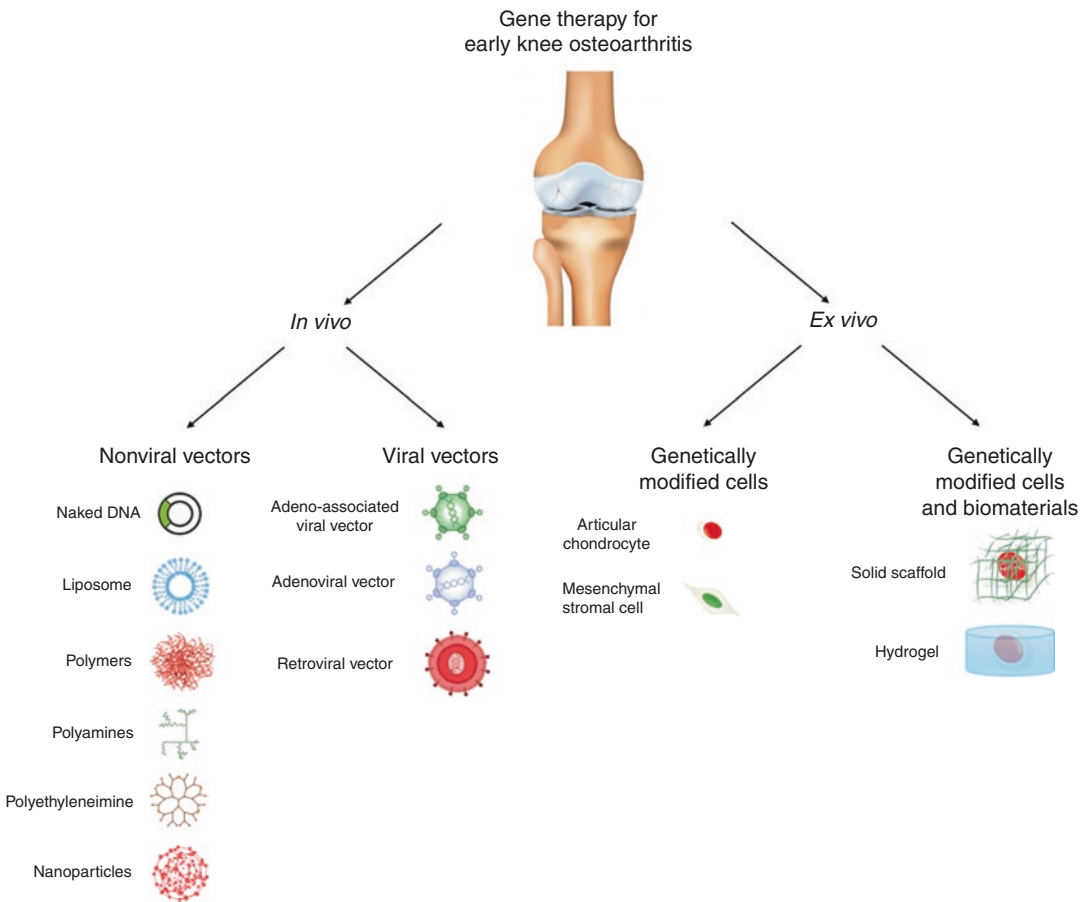 Gene therapy for
early knee osteoarthritis
In vivo
Ex vivo
Nonviral vectors
Naked DNA
Liposome
Polymers
Polyamines
Polyethyleneimine
Nanoparticles
Viral vectors
Adeno-associated
viral vector
Adenoviral vector
Retroviral vector
Genetically
modified cells
Articular
chondrocyte
Mesenchymal
stromal cell
Genetically
modified cells
and biomaterials
Solid scaffold
Hydrogel